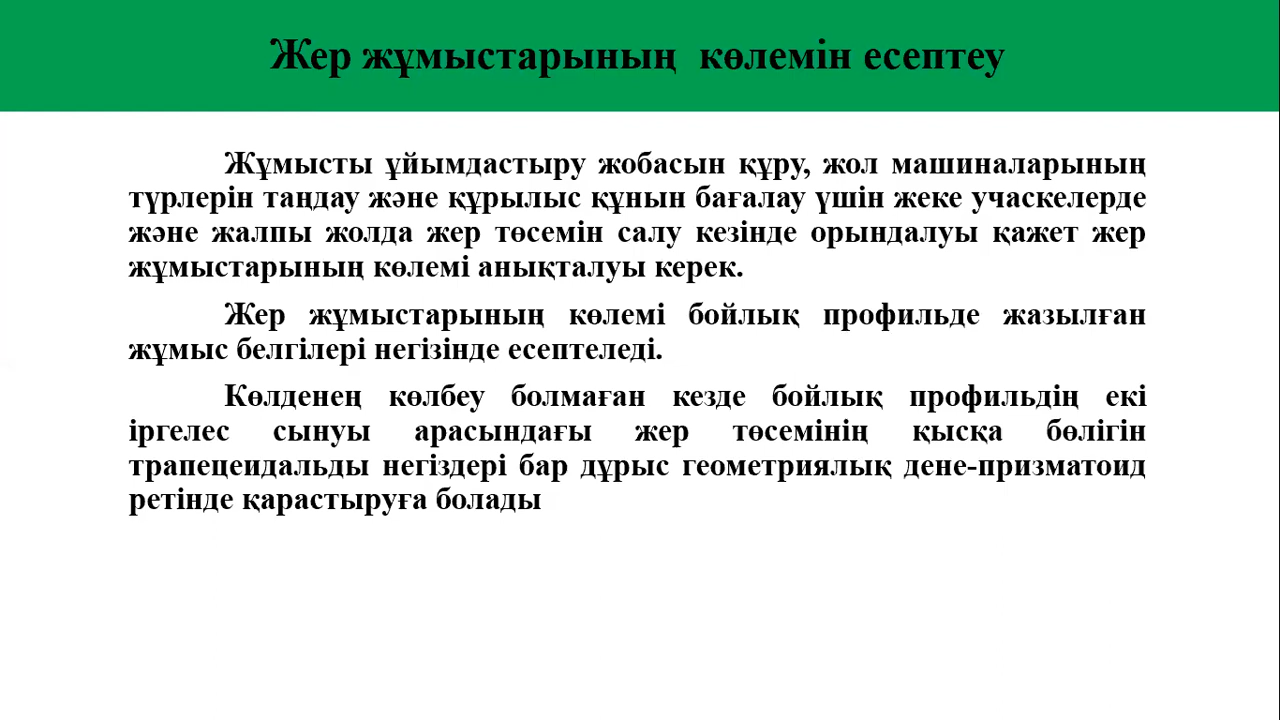 Жер жұмыстарының көлемін есептеу
Жұмысты ұйымдастыру жобасын құру, жол машиналарының
түрлерін таңдау және құрылыс құнын бағалау үшін жеке учаскелерде
және жалпы жолда жер төсемін салу кезінде орындалуы қажет жер
жұмыстарының көлемі анықталуы керек.
Жер жұмыстарының көлемі бойлық профильде жазылған
жұмыс белгілері негізінде есептеледі.
Көлденең көлбеу болмаған кезде бойлық профильдің екі
іргелес сынуы арасындағы жер төсемінің қысқа бөлігін
трапецеидальды негіздері бар дұрыс геометриялық дене-призматоид
ретінде қарастыруға болады